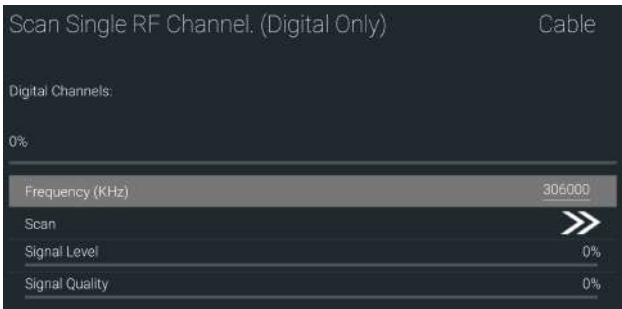 Scan Single RF Channel. (Digital Only) Cable
Digital Channels:
0%
Frequency (KHz) 306000
Scan
Signal Level 0%
Signal Quality 0%